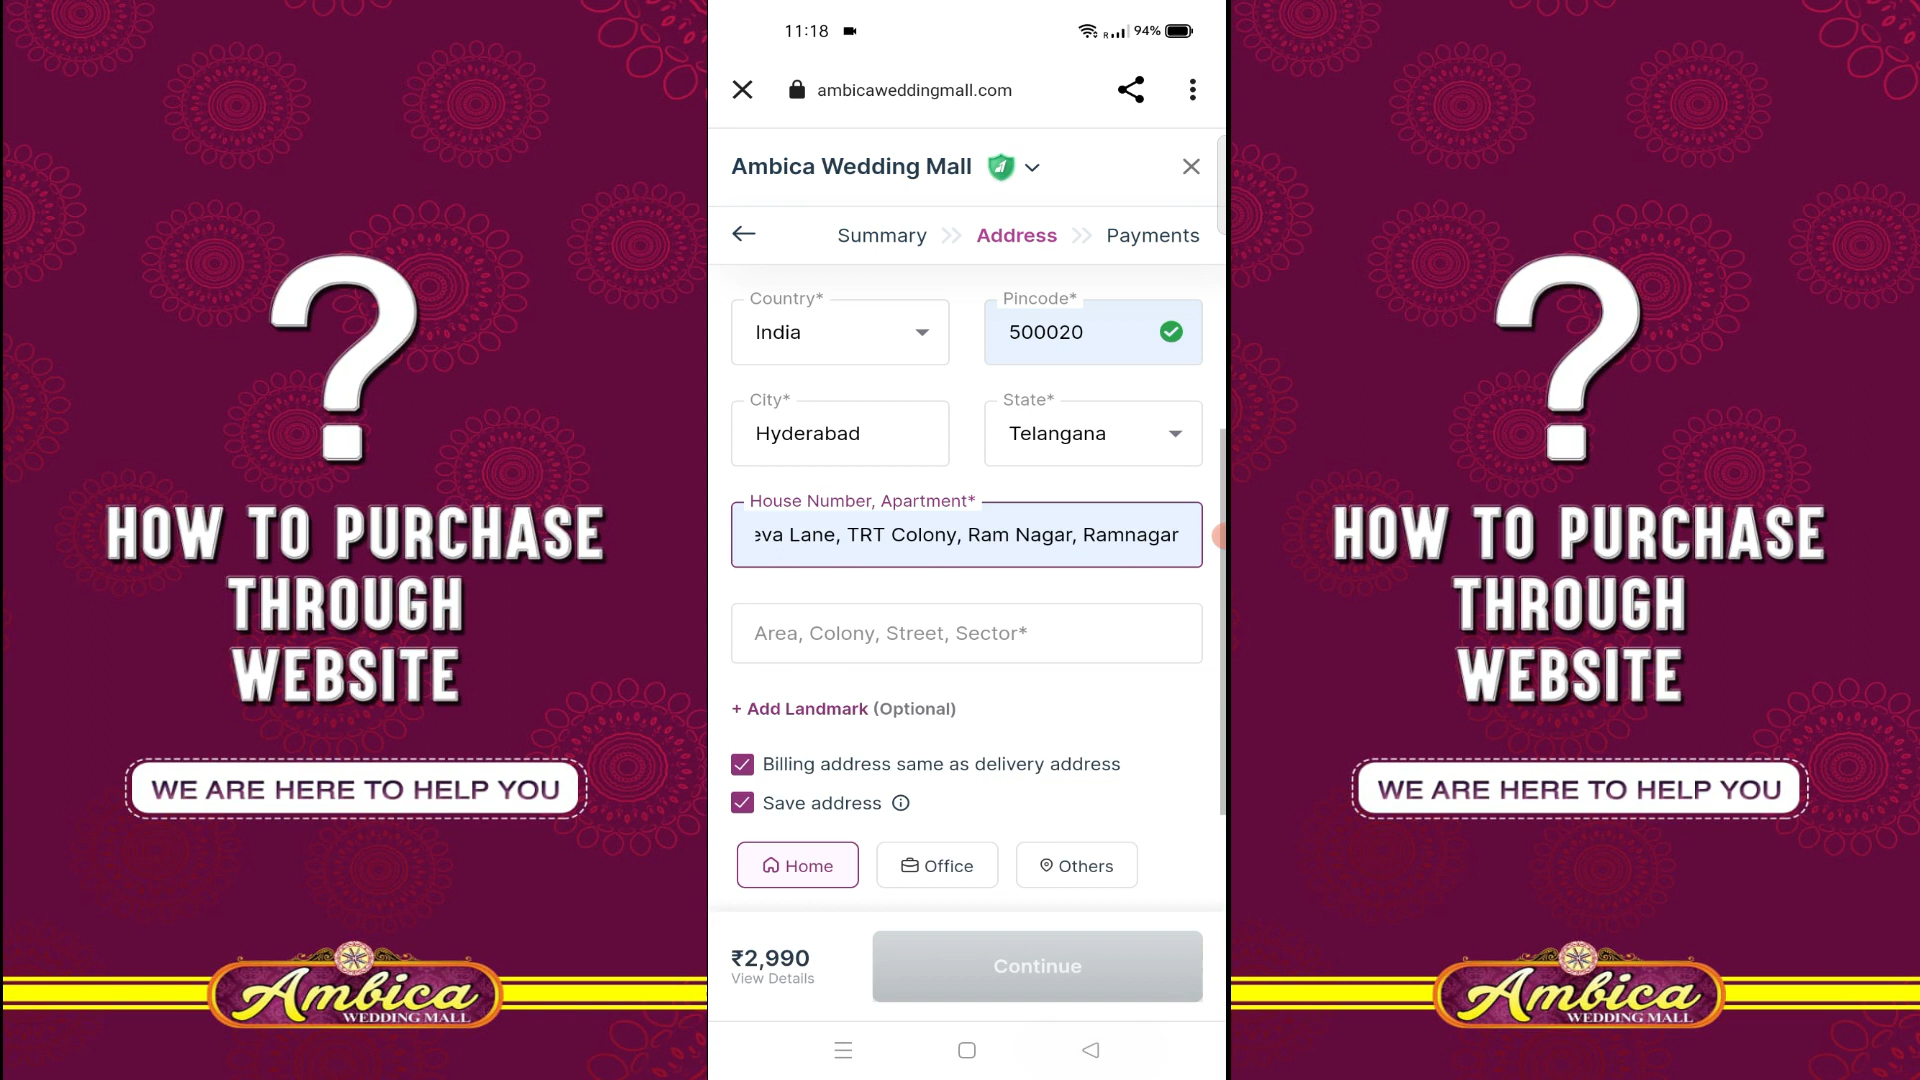 HOW TO PURCHASE
THROUGH
WEBSITE
WE ARE HERE TO HELP YOU
Ambica
WEDDING MALL
11:18
R
94%
ambicaweddingmall.com
Ambica Wedding Mall
Summary
Address
Payments
Country*
India
Pincode*
500020
City*
Hyderabad
State*
Telangana
House Number, Apartment*
eva Lane, TRT Colony, Ram Nagar, Ramnagar
Area, Colony, Street, Sector*
+ Add Landmark (Optional)
Billing address same as delivery address
Save address
Home
Office
Others
₹2,990
View Details
Continue
HOW TO PURCHASE
THROUGH
WEBSITE
WE ARE HERE TO HELP YOU
Ambica
WEDDING MALL